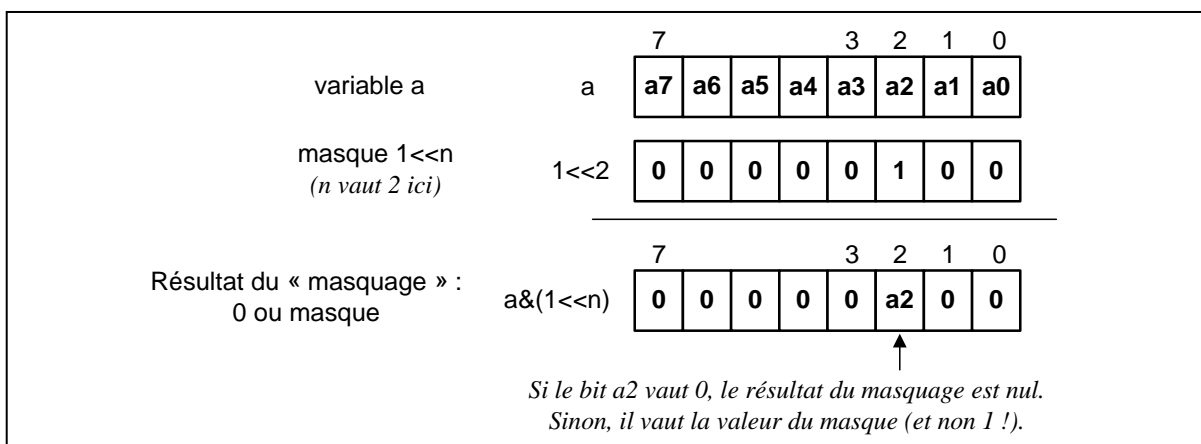 7 3 2 1 0
variable a a a7 a6 a5 a4 a3 a2 a1 a0
masque 1<<n
(n vaut 2 ici)
1<<2 0 0 0 0 0 1 0 0
7 3 2 1 0
Résultat du « masquage » :
0 ou masque
a&(1<<n) 0 0 0 0 0 a2 0 0
Si le bit a2 vaut 0, le résultat du masquage est nul.
Sinon, il vaut la valeur du masque (et non 1 !).